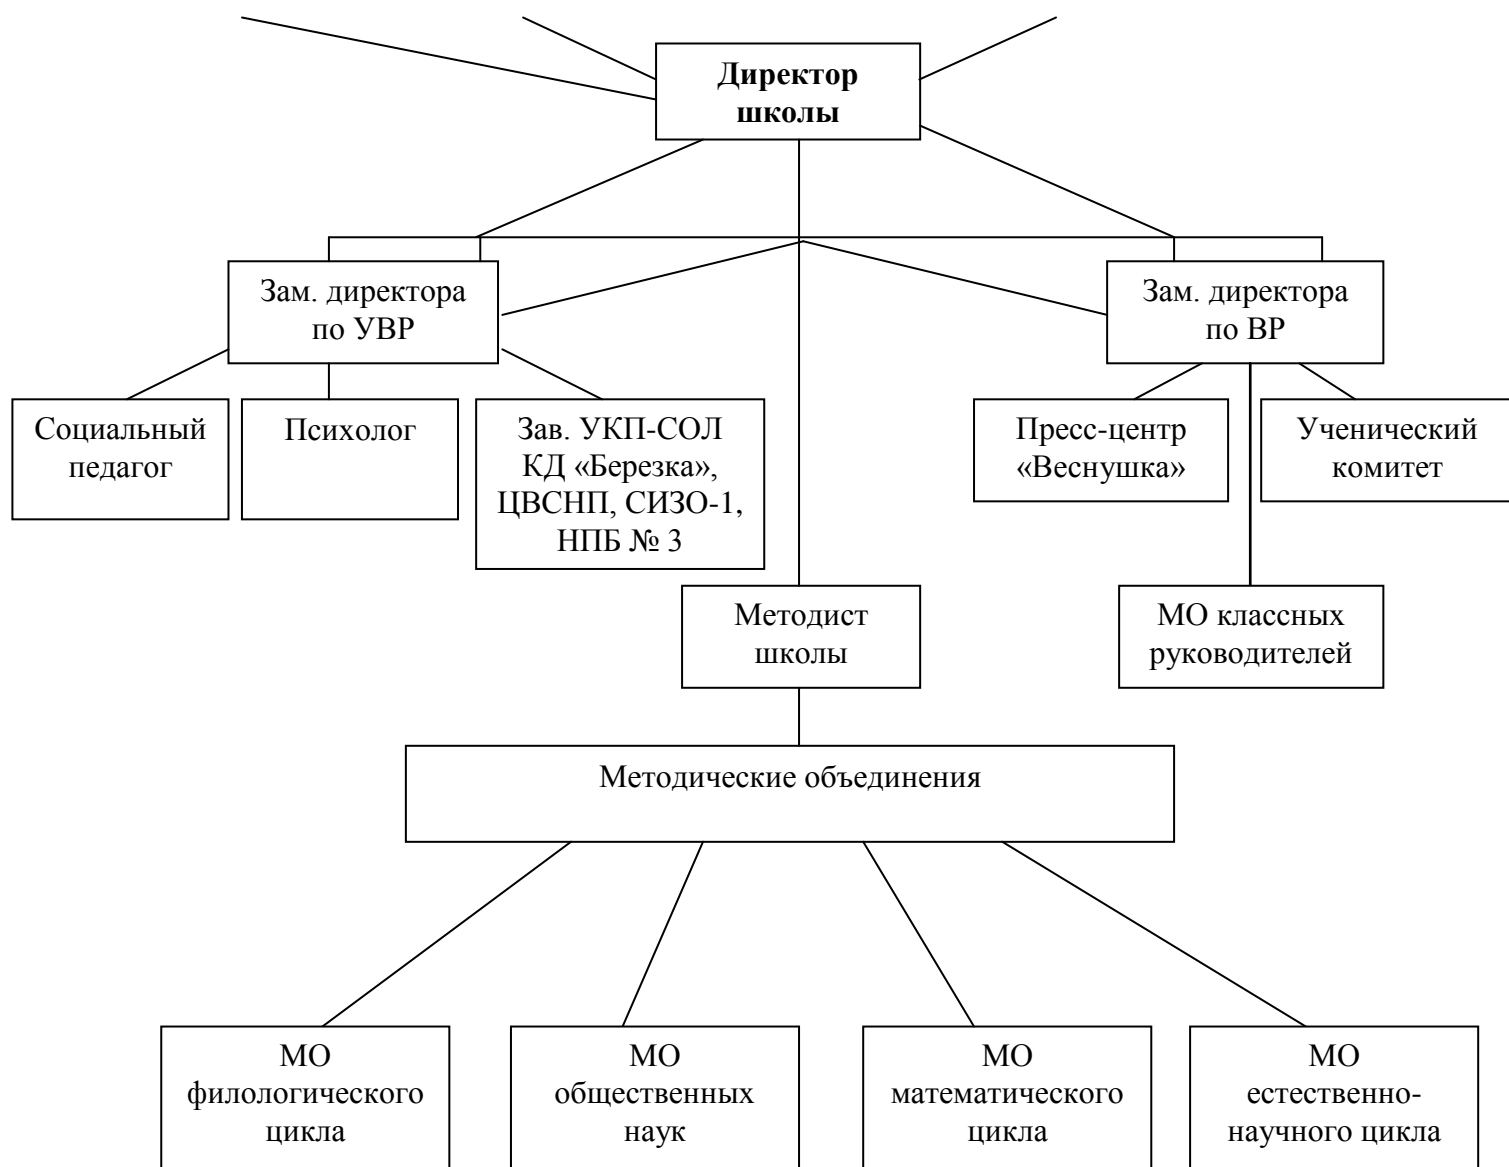 Директор
школы
Зам. директора
по УВР
Зам. директора
по ВР
Социальный
педагог
Психолог
Зав. УКП-СОЛ
КД «Березка»,
ЦВСНП, СИЗО-1,
НПБ № 3
Пресс-центр
«Веснушка»
Ученический
комитет
Методист
школы
МО классных
руководителей
Методические объединения
МО
филологического
цикла
МО
общественных
наук
МО
математического
цикла
МО
естественно-
научного цикла